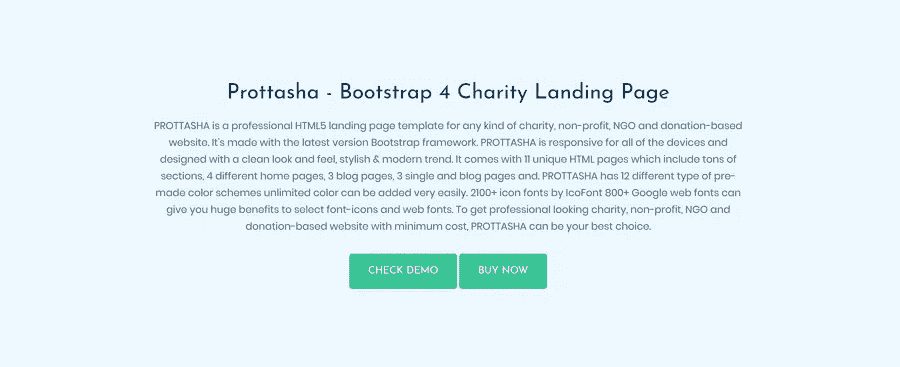 Prottasha - Bootstrap 4 Charity Landing Page
PROTTASHA is a professional HTML5 landing page template for any kind of charity, non-profit, NGO and donation-based
website. It's made with the latest version Bootstrap framework. PROTTASHA is responsive for all of the devices and
designed with a clean look and feel, stylish & modern trend. It comes with 11 unique HTML pages which include tons of
sections, 4 different home pages, 3 blog pages, 3 single and blog pages and. PROTTASHA has 12 different type of pre-
made color schemes unlimited color can be added very easily. 2100+ icon fonts by IcoFont 800+ Google web fonts can
give you huge benefits to select font-icons and web fonts. To get professional looking charity, non-profit, NGO and
donation-based website with minimum cost, PROTTASHA can be your best choice.
CHECK DEMO BUY NOW